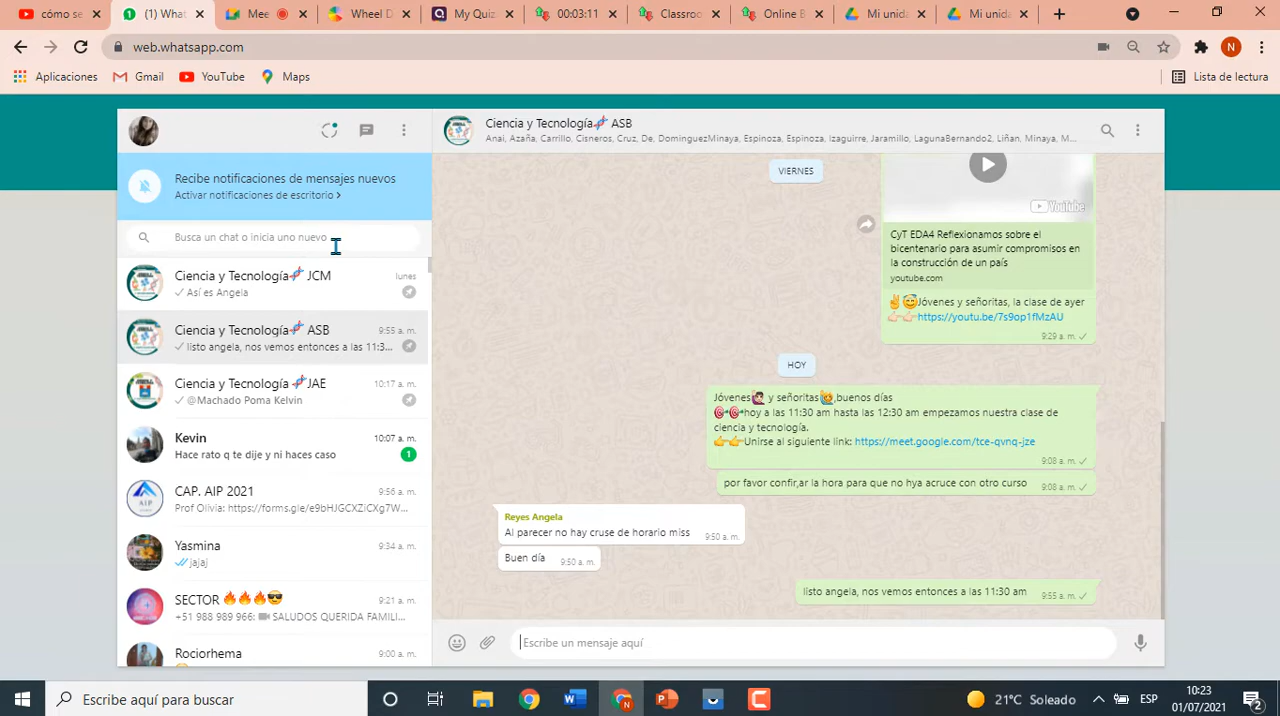 cómo se
(1) What
Mee
Wheel D
My Quiz
00:03:11
Classroo
Online B
Mi unida
Mi unida
web.whatsapp.com
Aplicaciones
Gmail
YouTube
Maps
Lista de lectura
Recibe notificaciones de mensajes nuevos
Activar notificaciones de escritorio >
Busca un chat o inicia uno nuevo
Ciencia y Tecnología🧬 JCM
lunes
Así es Angela
Ciencia y Tecnología🧬 ASB
9:55 a. m.
listo angela, nos vemos entonces a las 11:3...
Ciencia y Tecnología 🧬JAE
10:17 a. m.
@Machado Poma Kelvin
Kevin
10:07 a. m.
Hace rato q te dije y ni haces caso
1
CAP. AIP 2021
9:56 a. m.
Prof Olivia: https://forms.gle/e9bHJGCXZiCXg7W...
Yasmina
9:34 a. m.
jajaj
SECTOR 🔥🔥🔥😎
9:21 a. m.
+51 988 989 966: SALUDOS QUERIDA FAMILI...
Rociorhema
9:00 a. m.
Ciencia y Tecnología🧬 ASB
Anai, Azaña, Carrillo, Cisneros, Cruz, De, DominguezMinaya, Espinoza, Espinoza, Izaguirre, Jaramillo, LagunaBernando2, Liñan, Minaya, M...
VIERNES
YouTube
CyT EDA4 Reflexionamos sobre el
bicentenario para asumir compromisos en
la construcción de un país
youtube.com
✌😇Jóvenes y señoritas, la clase de ayer
👉🏻👉🏻https://youtu.be/7s9op1fMzAU
9:29 a. m.
HOY
Jóvenes🙋🏻‍♂️ y señoritas🙋,buenos días
🎯🎯hoy a las 11:30 am hasta las 12:30 am empezamos nuestra clase de
ciencia y tecnología.
👉👉Unirse al siguiente link: https://meet.google.com/tce-qvnq-jze
9:08 a. m.
por favor confir,ar la hora para que no hya acruce con otro curso
9:08 a. m.
Reyes Angela
Al parecer no hay cruse de horario miss
9:50 a. m.
Buen día
9:50 a. m.
listo angela, nos vemos entonces a las 11:30 am
9:55 a. m.
Escribe un mensaje aquí
Escribe aquí para buscar
21°C Soleado
ESP
10:23
01/07/2021
2